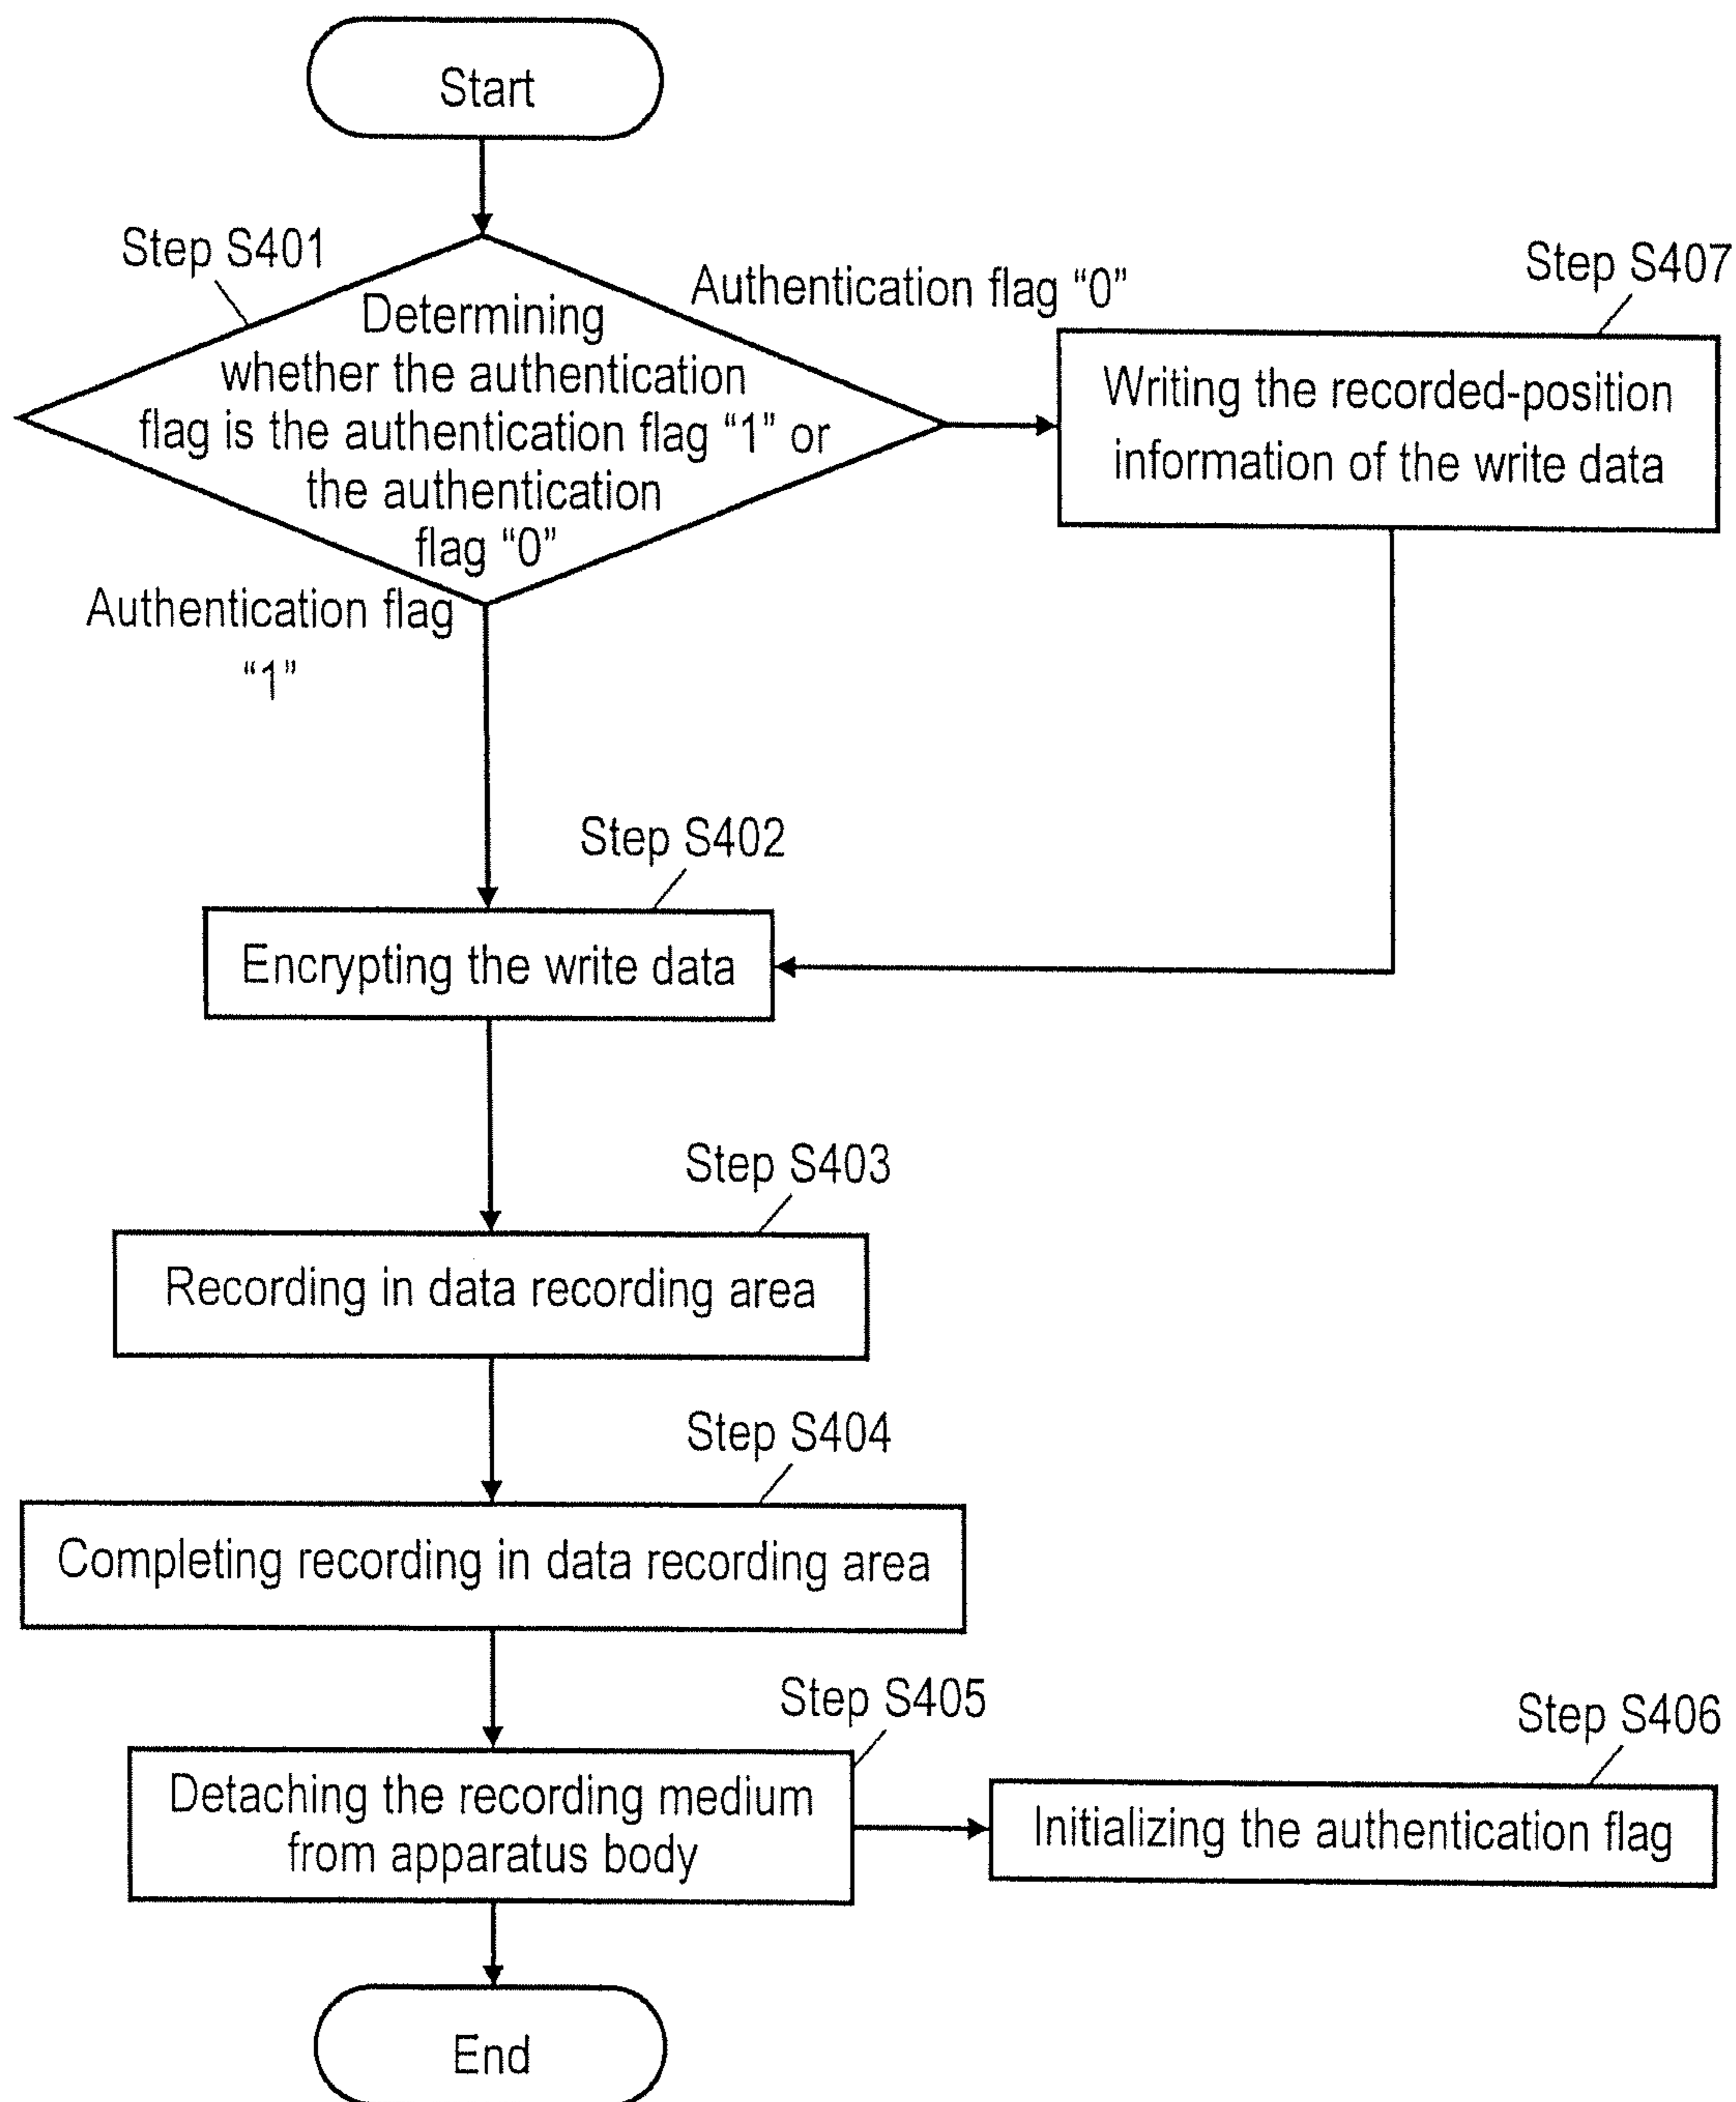 Start
Step S401
Determining
whether the authentication
flag is the authentication flag “1” or
the authentication
flag “0”
Authentication flag “0”
Step S407
Writing the recorded-position
information of the write data
Authentication flag
“1”
Step S402
Encrypting the write data
Step S403
Recording in data recording area
Step S404
Completing recording in data recording area
Step S405
Detaching the recording medium
from apparatus body
Step S406
Initializing the authentication flag
End